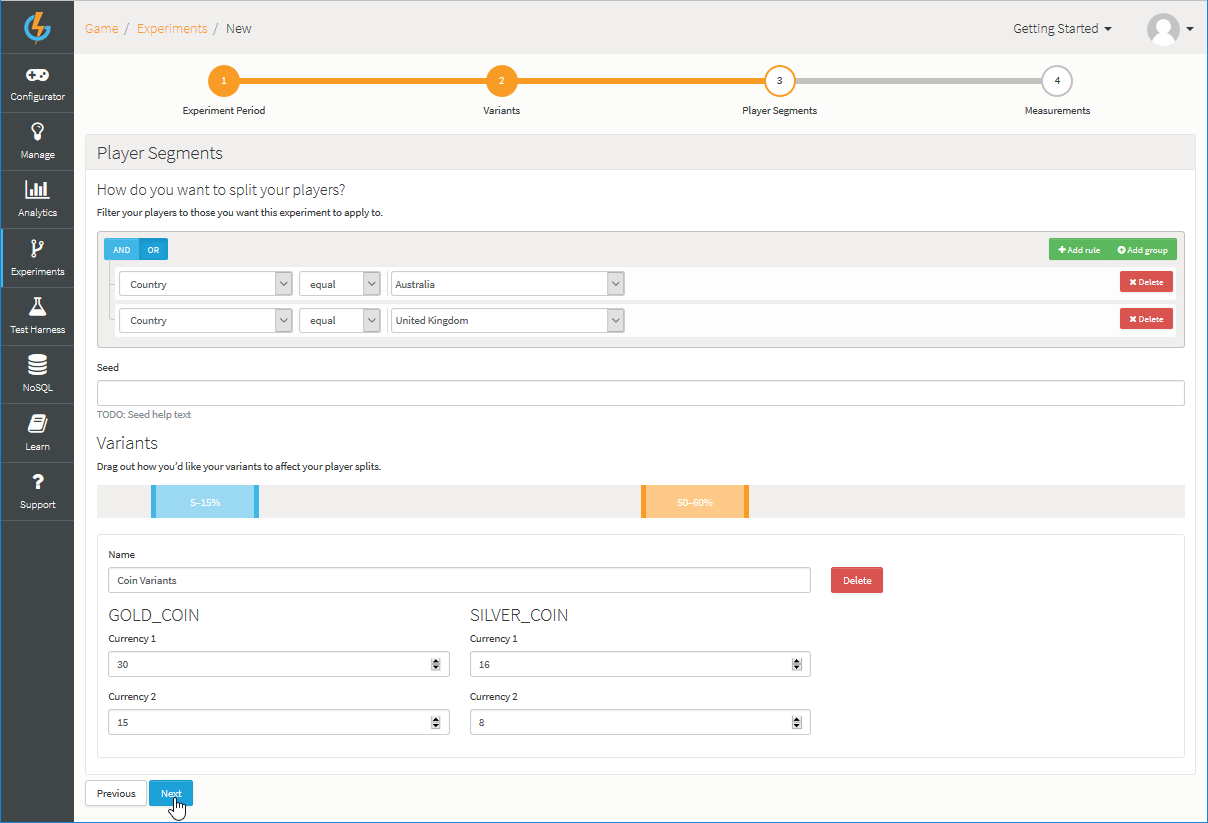 Game / Experiments / New
Getting Started
Configurator
Manage
Analytics
Experiments
Test Harness
NoSQL
Learn
Support
1 2 3 4
Experiment Period Variants Player Segments Measurements
Player Segments
How do you want to split your players?
Filter your players to those you want this experiment to apply to.
AND OR Add rule Add group
Country equal Australia Delete
Country equal United Kingdom Delete
Seed
TODO: Seed help text
Variants
Drag out how you'd like your variants to affect your player splits.
5–15% 50–60%
Name
Coin Variants Delete
GOLD_COIN SILVER_COIN
Currency 1 Currency 1
30 16
Currency 2 Currency 2
15 8
Previous Next